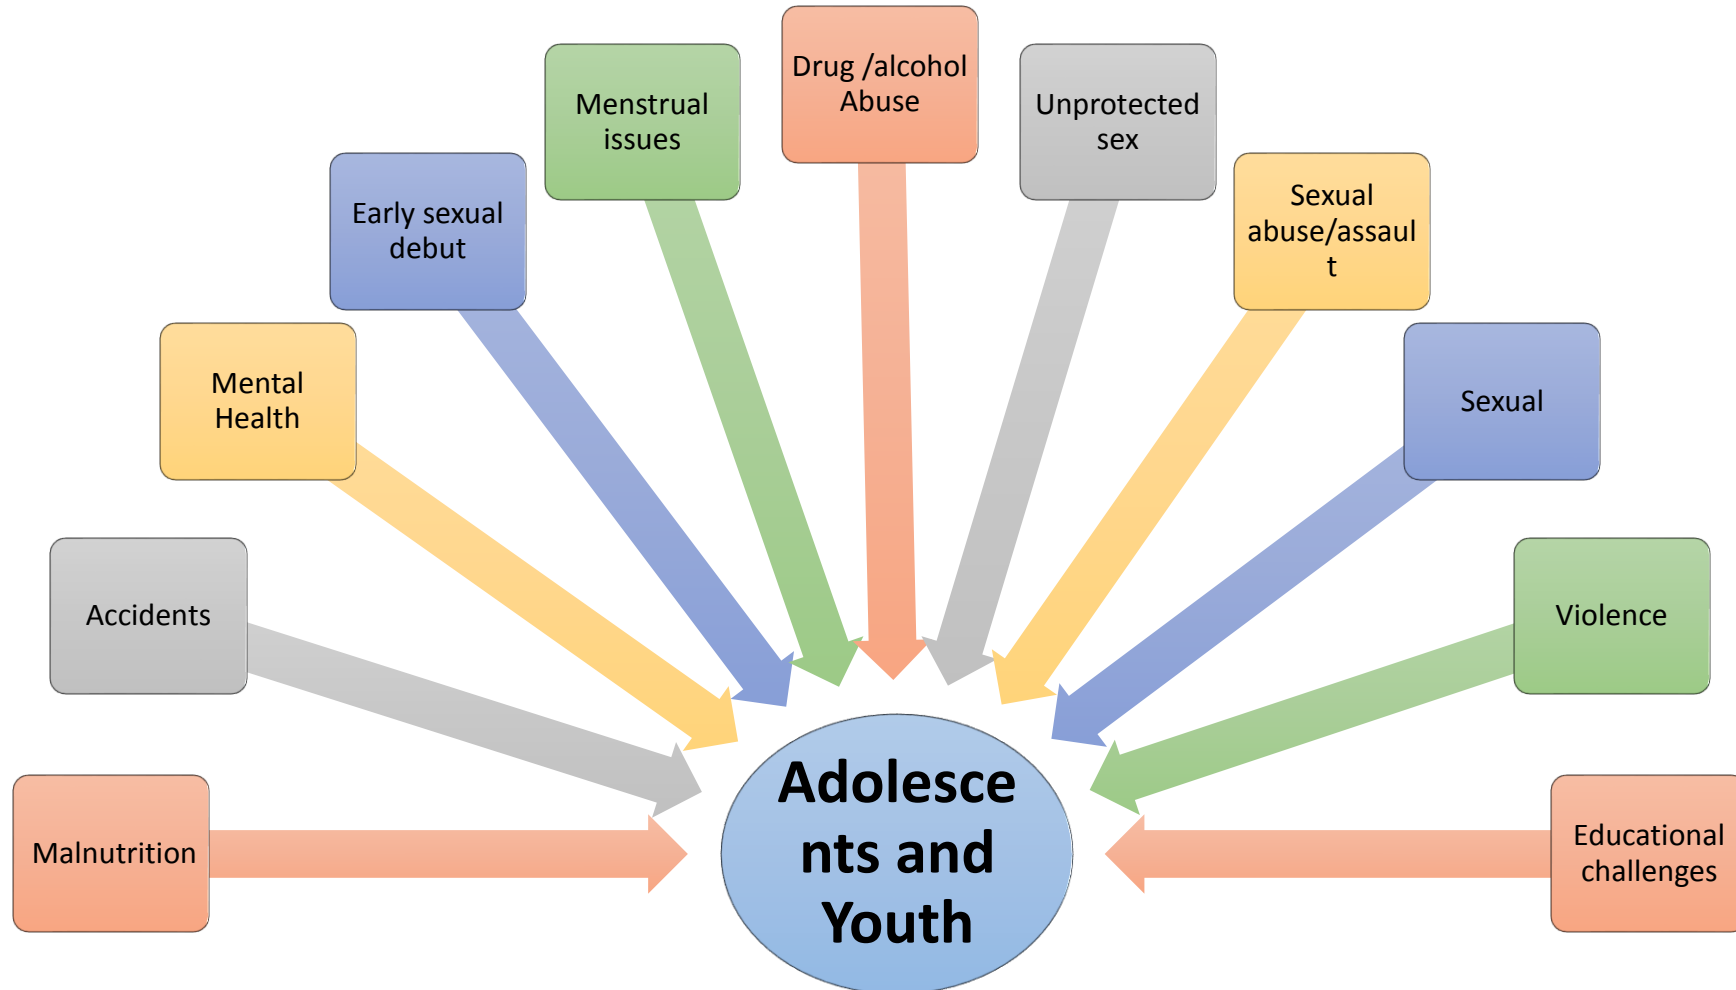 Drug /alcohol
Abuse
Menstrual
issues
Unprotected
sex
Early sexual
debut
Sexual
abuse/assaul
t
Mental
Health
Sexual
Accidents
Violence
Malnutrition
Educational
challenges
Adolesce
nts and
Youth